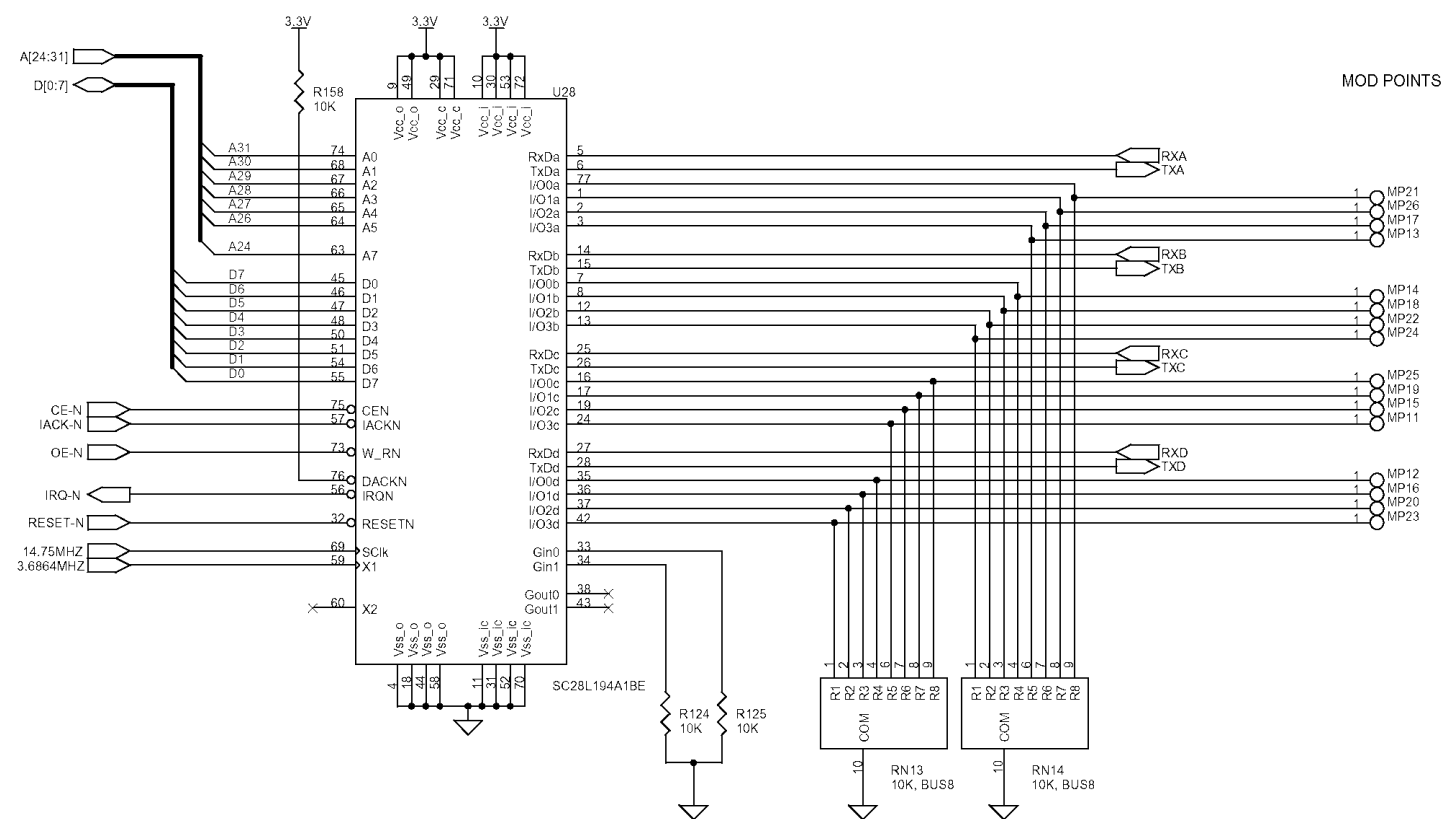 3.3V 3.3V 3.3V
A[24:31]
D[0:7]
MOD POINTS
R158
10K
9 49 29 71 10 30 53 72
U28
Vcc_o Vcc_o Vcc_c Vcc_c Vcc_i Vcc_i Vcc_i Vcc_i
A31 74 A0 RxDa 5 RXA
A30 68 A1 TxDa 6 TXA
A29 67 A2 I/O0a 77
A28 66 A3 I/O1a 1 1 MP21
A27 65 A4 I/O2a 2 1 MP26
A26 64 A5 I/O3a 3 1 MP17
1 MP13
A24 63 A7 RxDb 14 RXB
TxDb 15 TXB
D7 45 D0 I/O0b 7
D6 46 D1 I/O1b 8 1 MP14
D5 47 D2 I/O2b 12 1 MP18
D4 48 D3 I/O3b 13 1 MP22
D3 50 D4 1 MP24
D2 51 D5 RxDc 25 RXC
D1 54 D6 TxDc 26 TXC
D0 55 D7 I/O0c 16 1 MP25
I/O1c 17 1 MP19
CE-N 75 CEN I/O2c 19 1 MP15
IACK-N 57 IACKN I/O3c 24 1 MP11
OE-N 73 W_RN RxDd 27 RXD
TxDd 28 TXD
76 DACKN I/O0d 35 1 MP12
IRQ-N 56 IRQN I/O1d 36 1 MP16
I/O2d 37 1 MP20
RESET-N 32 RESETN I/O3d 42 1 MP23
14.75MHZ 69 SClk Gin0 33
3.6864MHZ 59 X1 Gin1 34
Gout0 38
60 X2 Gout1 43
Vss_o Vss_o Vss_o Vss_o Vss_ic Vss_ic Vss_ic Vss_ic
4 18 44 58 11 31 52 70
SC28L194A1BE
1 2 3 4 6 7 8 9 1 2 3 4 6 7 8 9
R1 R2 R3 R4 R5 R6 R7 R8 R1 R2 R3 R4 R5 R6 R7 R8
R124
10K
R125
10K
COM COM
10 10
RN13
10K, BUS8
RN14
10K, BUS8